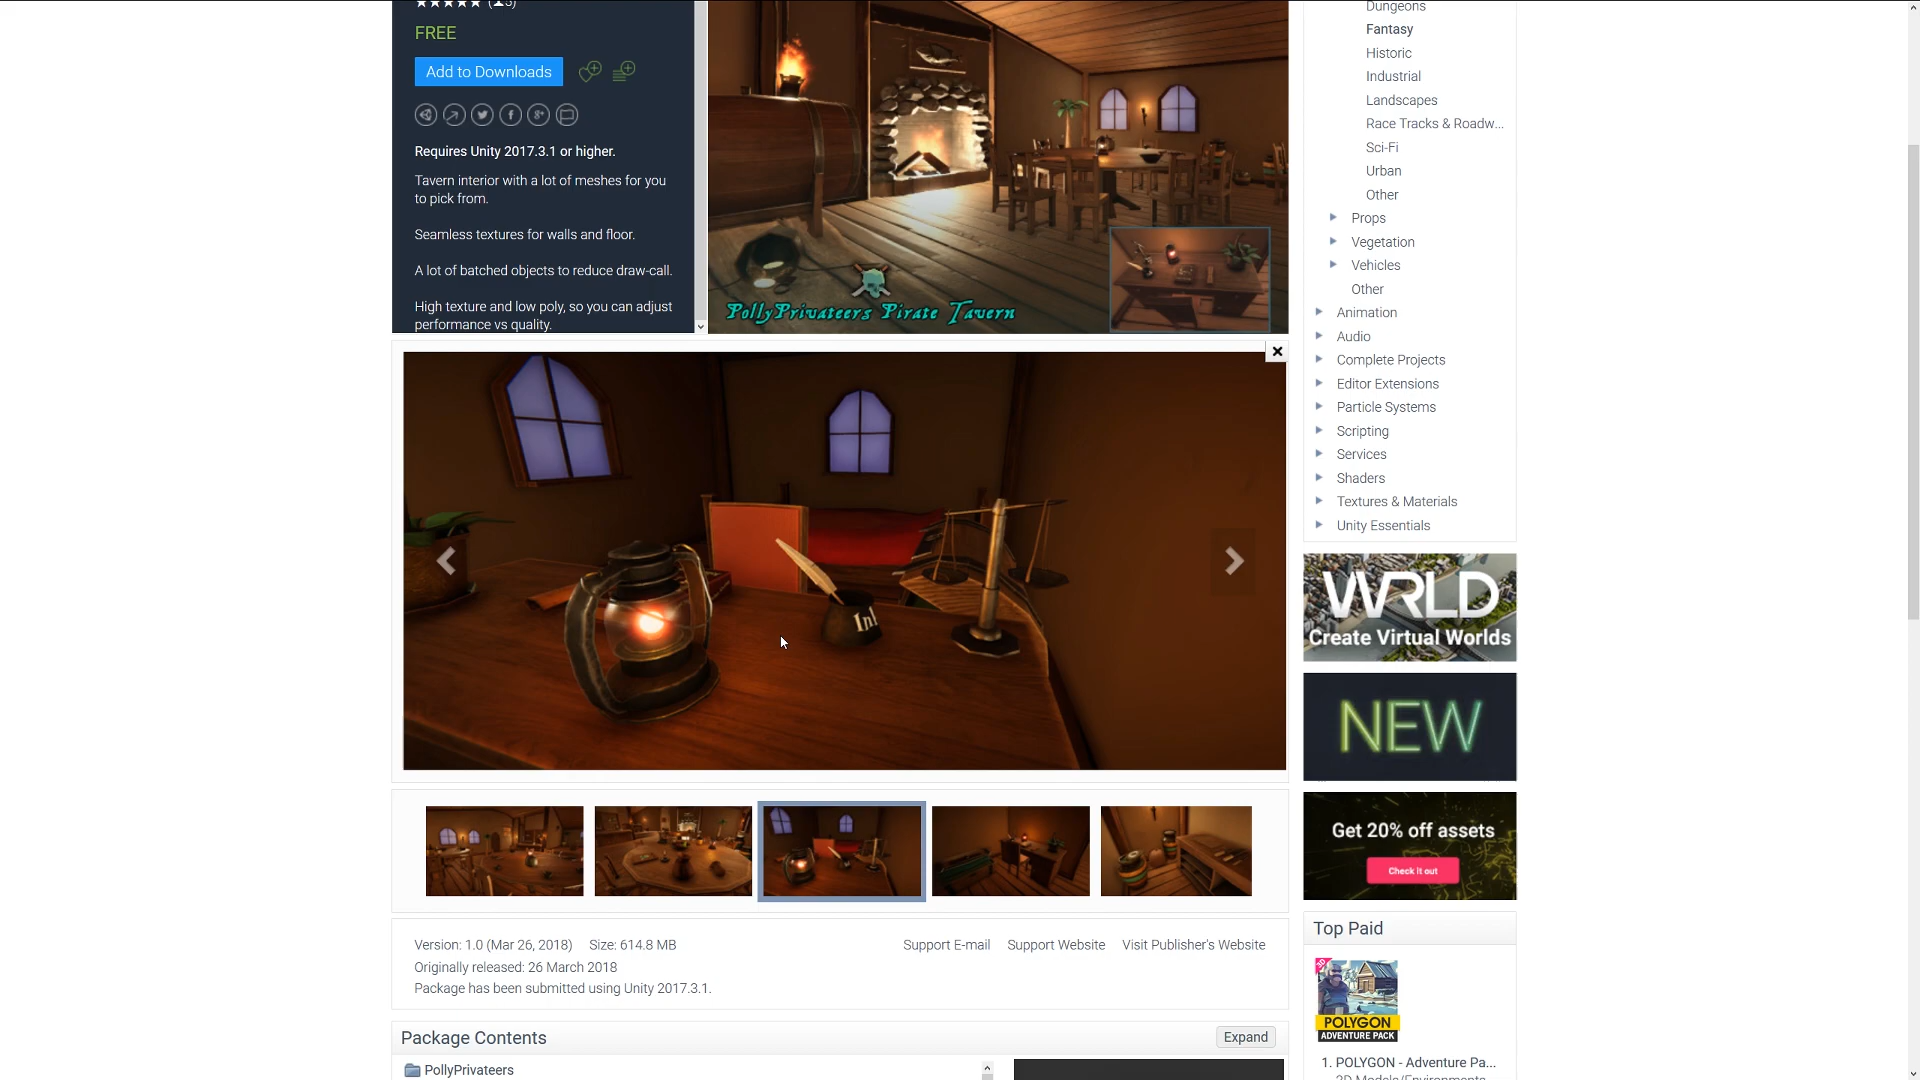 FREE
Add to Downloads
Requires Unity 2017.3.1 or higher.
Tavern interior with a lot of meshes for you
to pick from.
Seamless textures for walls and floor.
A lot of batched objects to reduce draw-call.
High texture and low poly, so you can adjust
performance vs quality.
PollyPrivateers Pirate Tavern
Ink
Version: 1.0 (Mar 26, 2018) Size: 614.8 MB
Support E-mail Support Website Visit Publisher's Website
Originally released: 26 March 2018
Package has been submitted using Unity 2017.3.1.
Package Contents
Expand
PollyPrivateers
Dungeons
Fantasy
Historic
Industrial
Landscapes
Race Tracks & Roadw...
Sci-Fi
Urban
Other
Props
Vegetation
Vehicles
Other
Animation
Audio
Complete Projects
Editor Extensions
Particle Systems
Scripting
Services
Shaders
Textures & Materials
Unity Essentials
WRLD
Create Virtual Worlds
NEW
Get 20% off assets
Check it out
Top Paid
POLYGON
ADVENTURE PACK
1. POLYGON - Adventure Pa...
3D Models/Environments